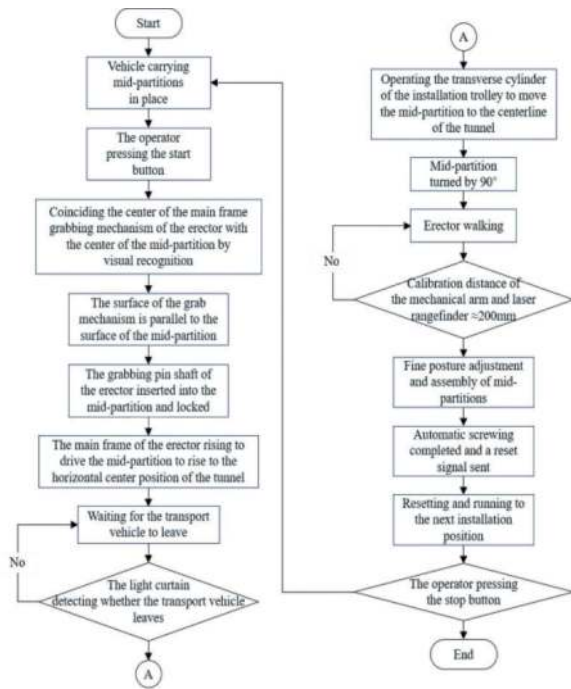 Start
Vehicle carrying
mid-partitions
in place
The operator
pressing the start
button
Coinciding the center of the main frame
grabbing mechanism of the erector with
the center of the mid-partition by
visual recognition
The surface of the grab
mechanism is parallel to the
surface of the mid-partition
The grabbing pin shaft
of the erector inserted into the
mid-partition and locked
The main frame of the erector rising to
drive the mid-partition to rise to the
horizontal center position of the tunnel
Waiting for the transport
vehicle to leave
No
The light curtain
detecting whether the transport vehicle
leaves
A
A
Operating the transverse cylinder
of the installation trolley to move
the mid-partition to the centerline
of the tunnel
Mid-partition
turned by 90°
Erector walking
No
Calibration distance of
the mechanical arm and laser
rangefinder ≈200mm
Fine posture adjustment
and assembly of mid-
partitions
Automatic screwing
completed and a reset
signal sent
Resetting and running to
the next installation
position
The operator pressing
the stop button
End